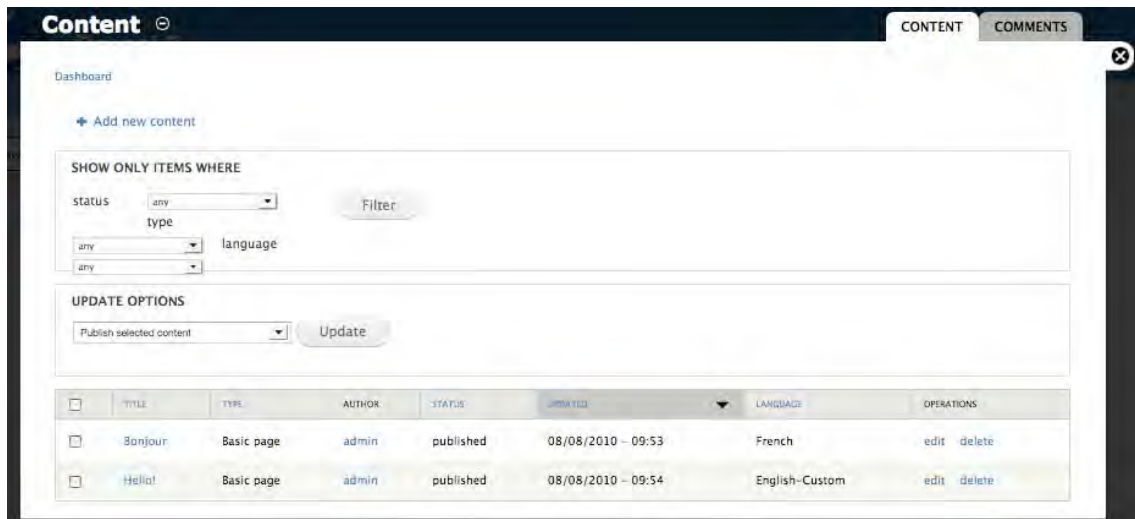 Content
CONTENT COMMENTS
Dashboard
Add new content
SHOW ONLY ITEMS WHERE
status any Filter
type
any language
any
UPDATE OPTIONS
Publish selected content Update
TITLE TYPE AUTHOR STATUS UPDATED LANGUAGE OPERATIONS
Bonjour Basic page admin published 08/08/2010 – 09:53 French edit delete
Hello! Basic page admin published 08/08/2010 – 09:54 English-Custom edit delete